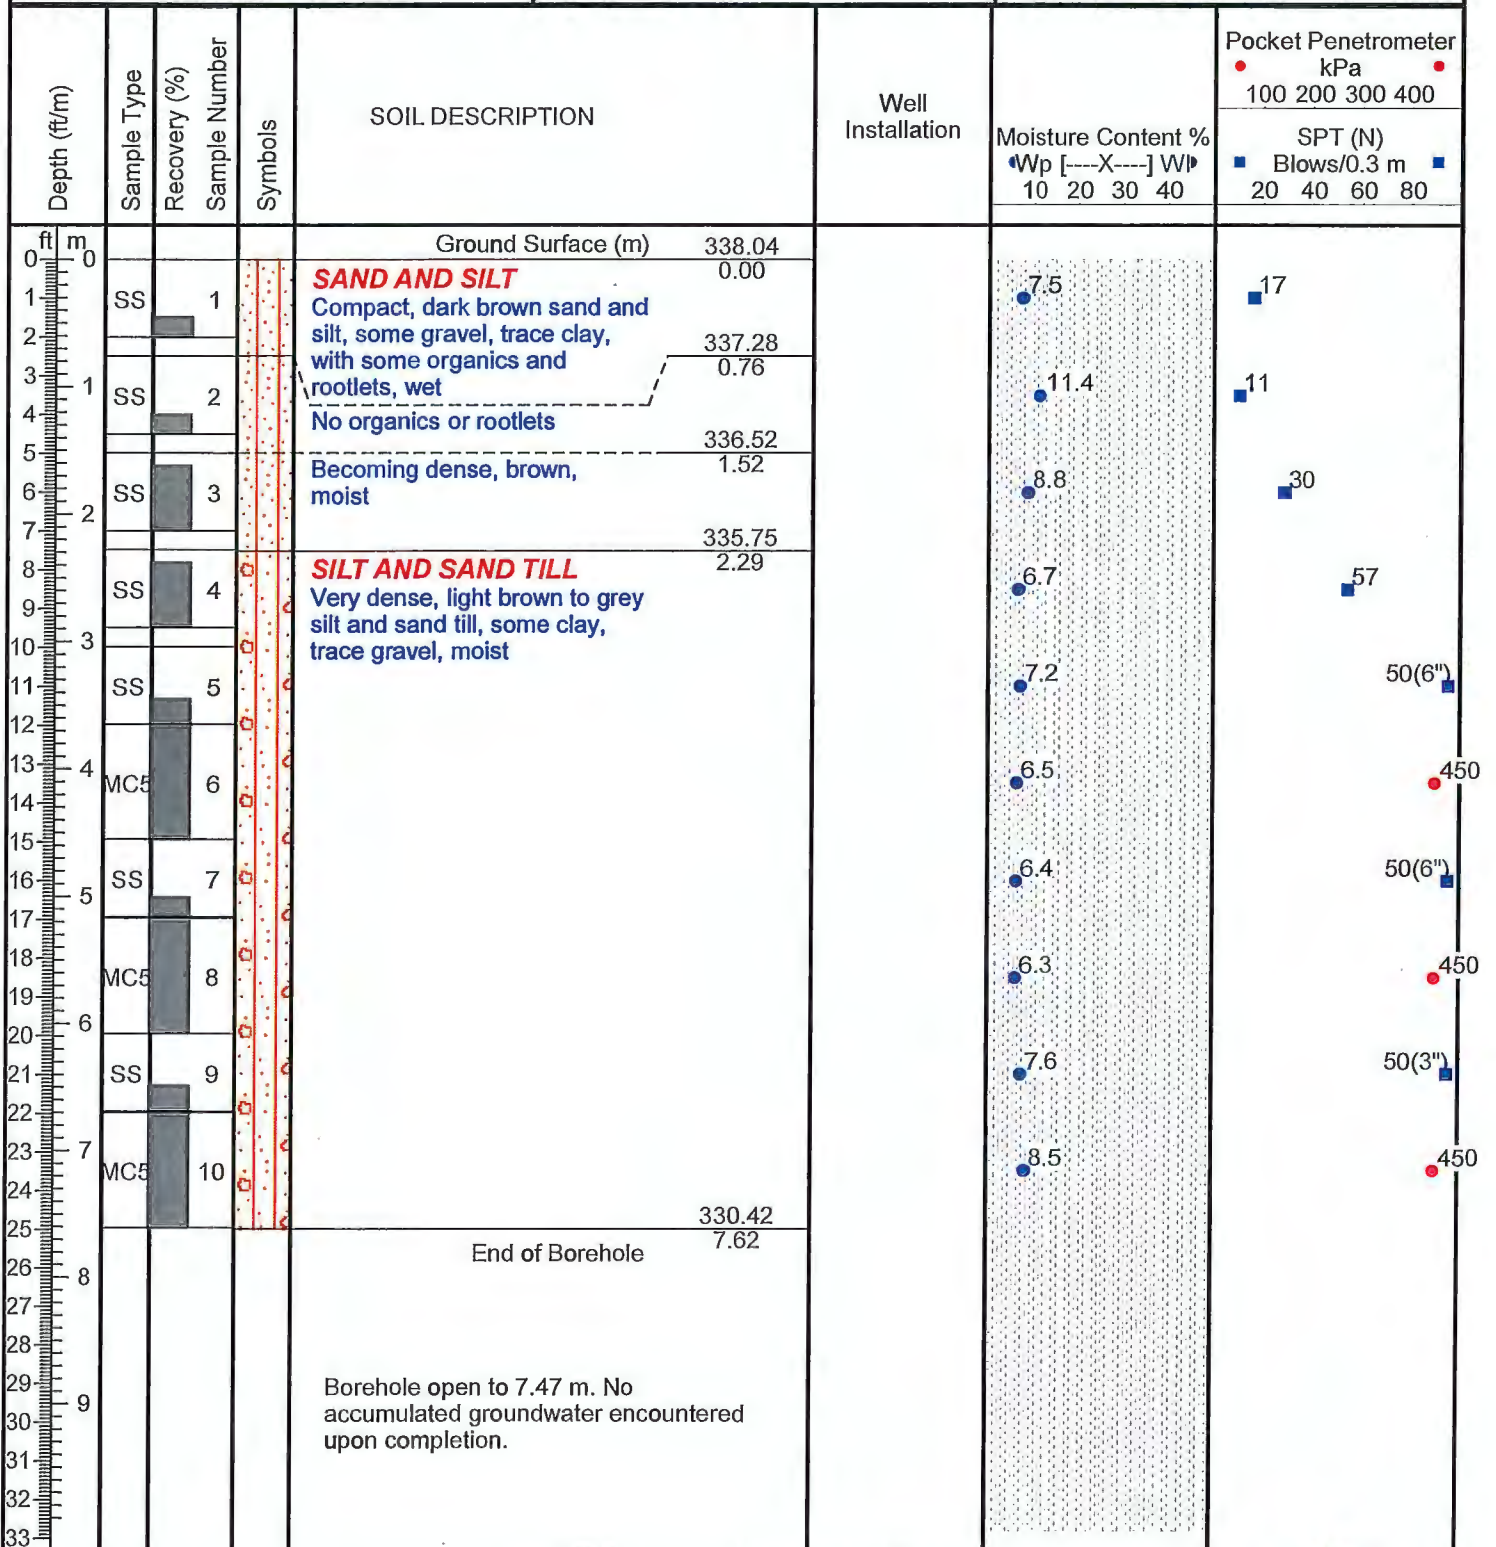 Depth (ft/m)
Sample Type
Recovery (%)
Sample Number
Symbols
SOIL DESCRIPTION
Well
Installation
Moisture Content %
Wp [----X----] Wl
10 20 30 40
Pocket Penetrometer
kPa
100 200 300 400
SPT (N)
Blows/0.3 m
20 40 60 80
ft m
0 0
1
2
3
1
4
5
6
2
7
8
9
10 3
11
12
13
4
14
15
16
5
17
18
19
6
20
21
22
23 7
24
25
26
8
27
28
29
9
30
31
32
33
Ground Surface (m) 338.04
0.00
SAND AND SILT
Compact, dark brown sand and
silt, some gravel, trace clay,
with some organics and
rootlets, wet
337.28
0.76
No organics or rootlets
336.52
1.52
Becoming dense, brown,
moist
335.75
2.29
SILT AND SAND TILL
Very dense, light brown to grey
silt and sand till, some clay,
trace gravel, moist
330.42
7.62
End of Borehole
Borehole open to 7.47 m. No
accumulated groundwater encountered
upon completion.
SS 1 7.5 17
SS 2 11.4 11
SS 3 8.8 30
SS 4 6.7 57
SS 5 7.2 50(6")
MC5 6 6.5 450
SS 7 6.4 50(6")
MC5 8 6.3 450
SS 9 7.6 50(3")
MC5 10 8.5 450